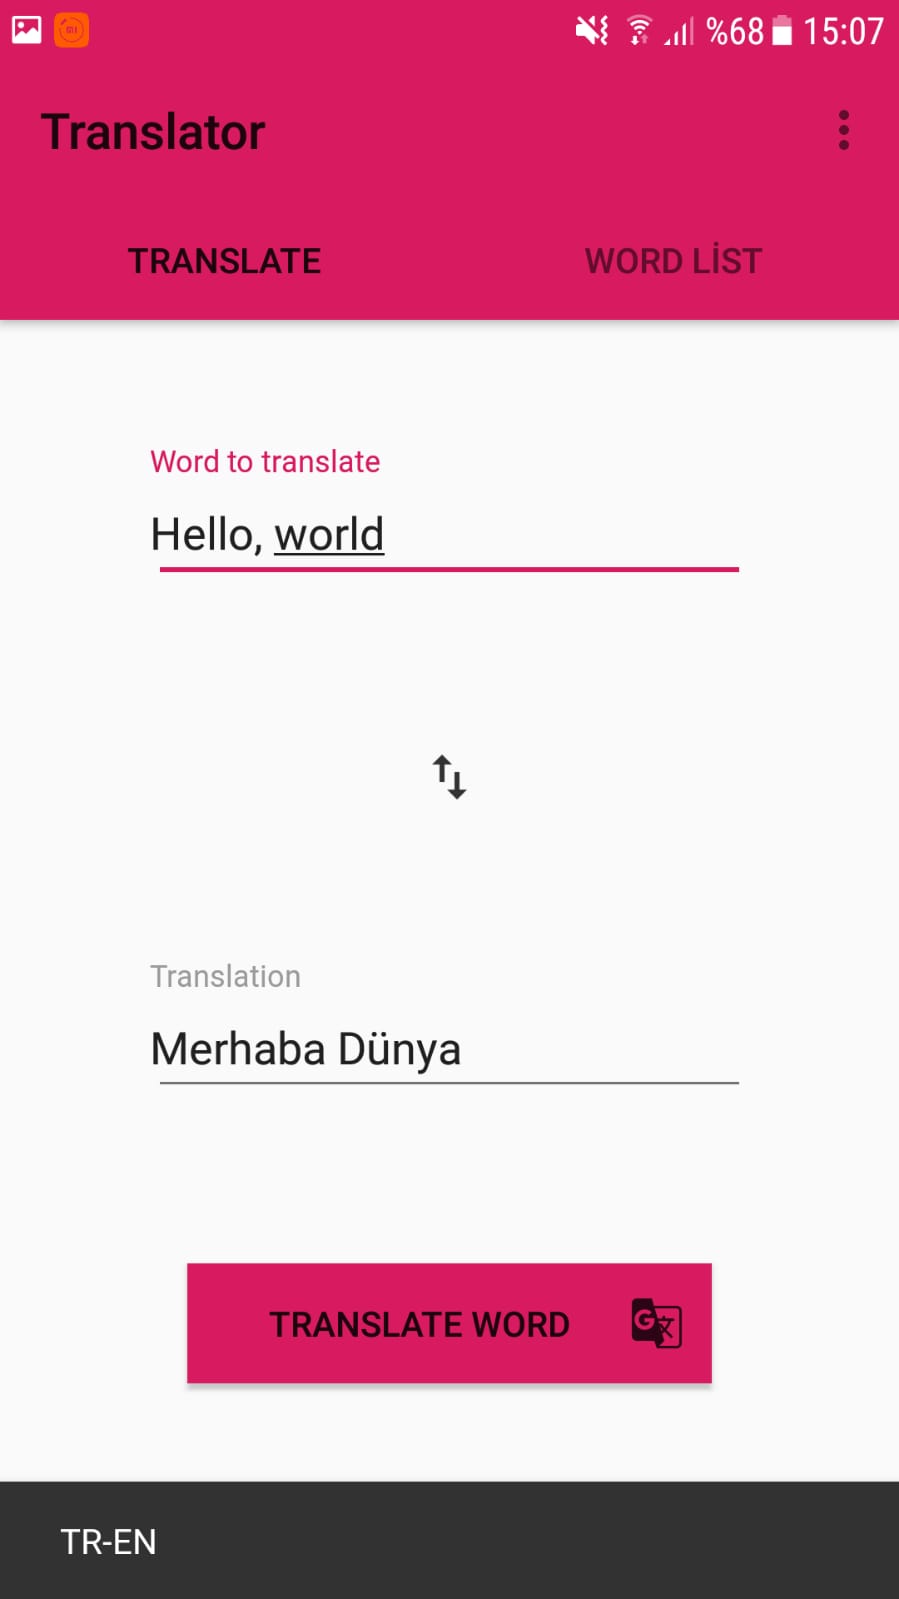 %68 15:07
Translator
TRANSLATE WORD LİST
Word to translate
Hello, world
Translation
Merhaba Dünya
TRANSLATE WORD
TR-EN